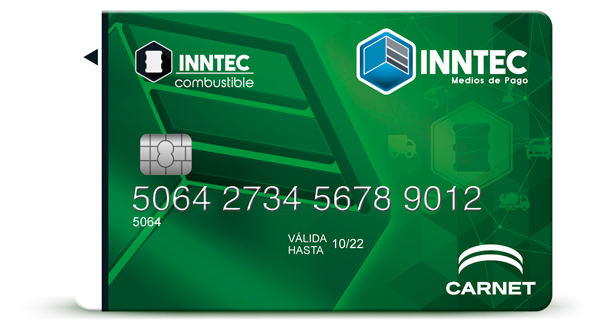 INNTEC
combustible
INNTEC
Medios de Pago
5064 2734 5678 9012
5064
VÁLIDA
HASTA 10/22
CARNET